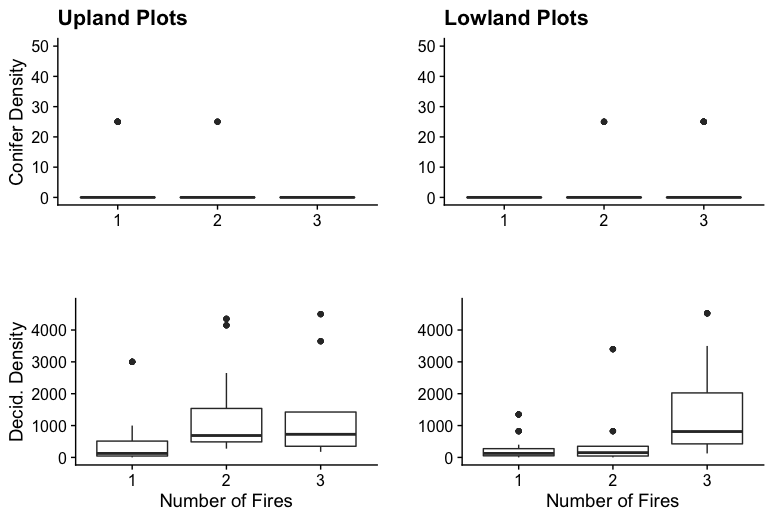 Upland Plots
Lowland Plots
Conifer Density
50
40
30
20
10
0
1 2 3
50
40
30
20
10
0
1 2 3
Decid. Density
4000
3000
2000
1000
0
1 2 3
Number of Fires
4000
3000
2000
1000
0
1 2 3
Number of Fires